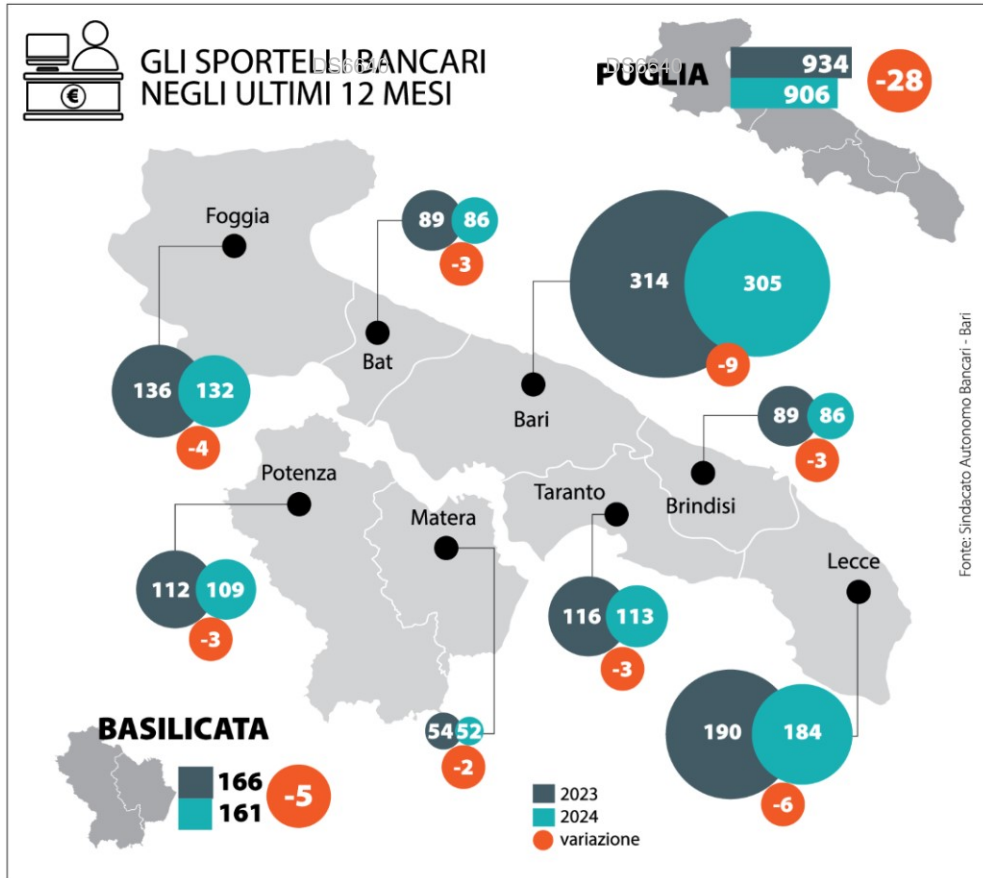 GLI SPORTELLI BANCARI
NEGLI ULTIMI 12 MESI
DS6640
PUGLIA
DS6640
934
906
-28
Foggia
136
132
-4
89
86
-3
Bat
314
305
-9
Bari
89
86
-3
Brindisi
Potenza
112
109
-3
Matera
54
52
-2
Taranto
116
113
-3
Lecce
190
184
-6
BASILICATA
166
161
-5
2023
2024
variazione
Fonte: Sindacato Autonomo Bancari - Bari
€